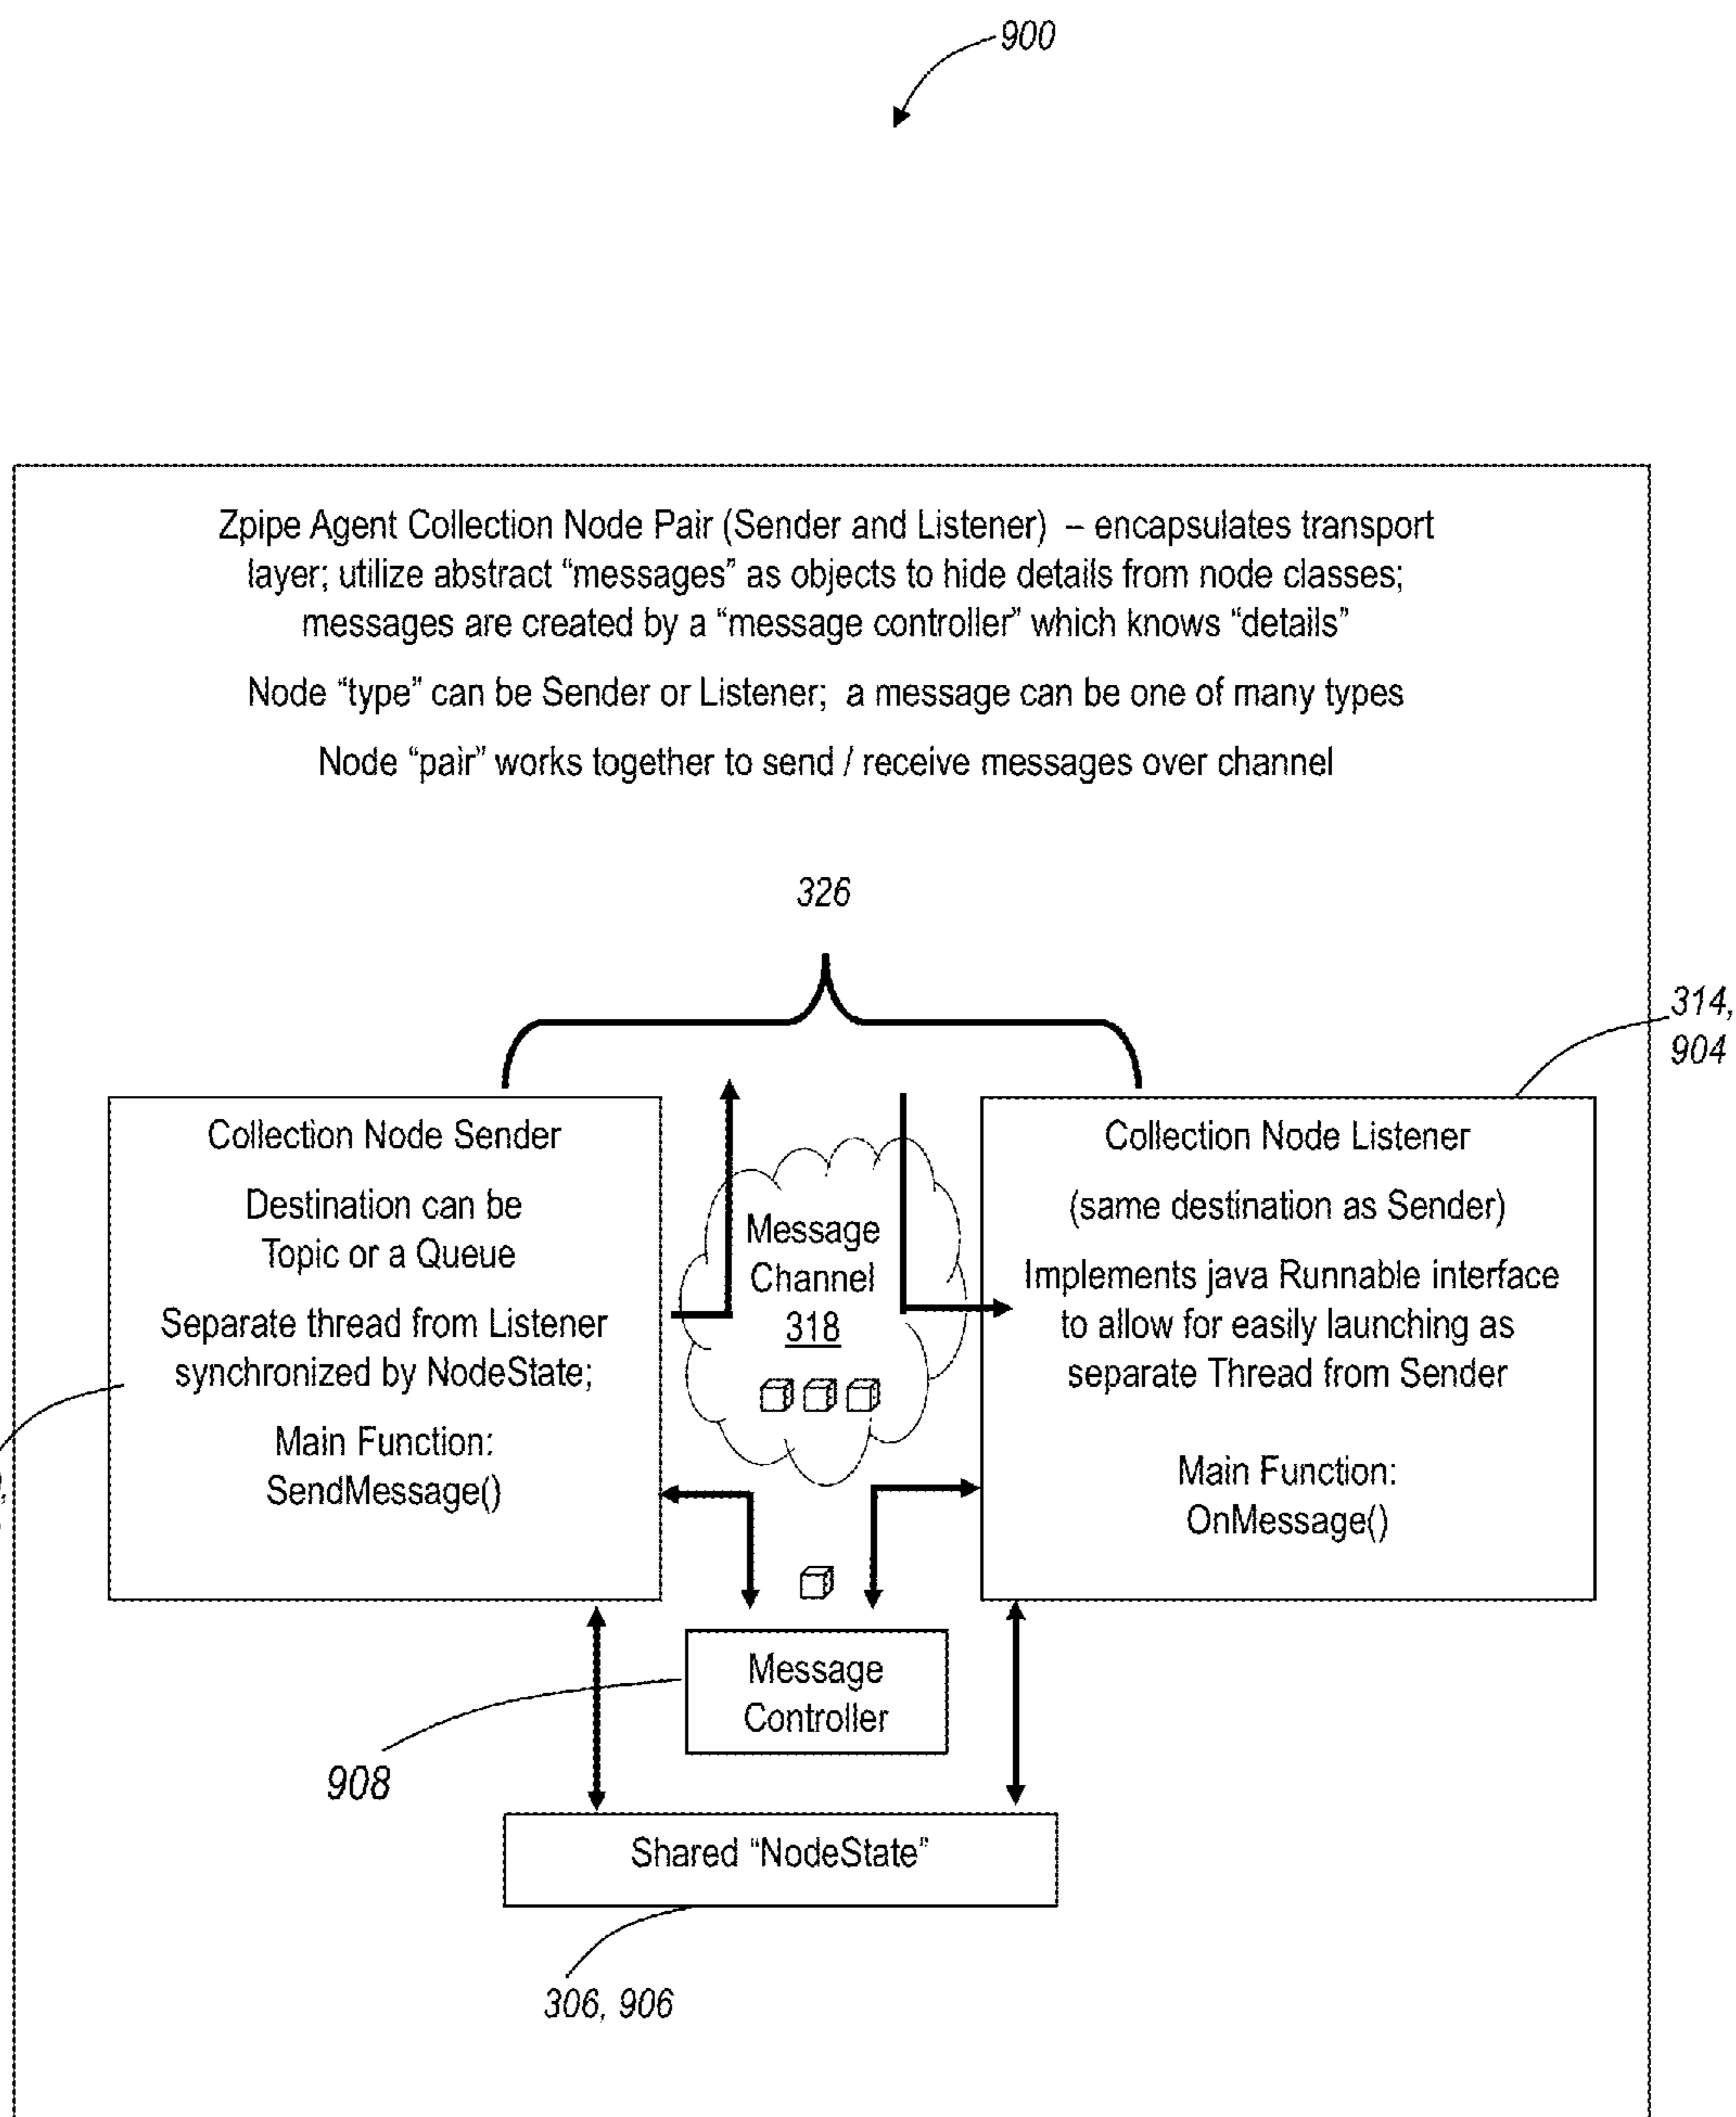 900
Zpipe Agent Collection Node Pair (Sender and Listener) – encapsulates transport
layer; utilize abstract “messages” as objects to hide details from node classes;
messages are created by a “message controller” which knows “details”
Node “type” can be Sender or Listener; a message can be one of many types
Node “pair” works together to send / receive messages over channel
326
314,
904
Collection Node Sender
Destination can be
Topic or a Queue
Separate thread from Listener
synchronized by NodeState;
Main Function:
SendMessage()
Message
Channel
318
Collection Node Listener
(same destination as Sender)
Implements java Runnable interface
to allow for easily launching as
separate Thread from Sender
Main Function:
OnMessage()
Message
Controller
908
Shared “NodeState”
306, 906